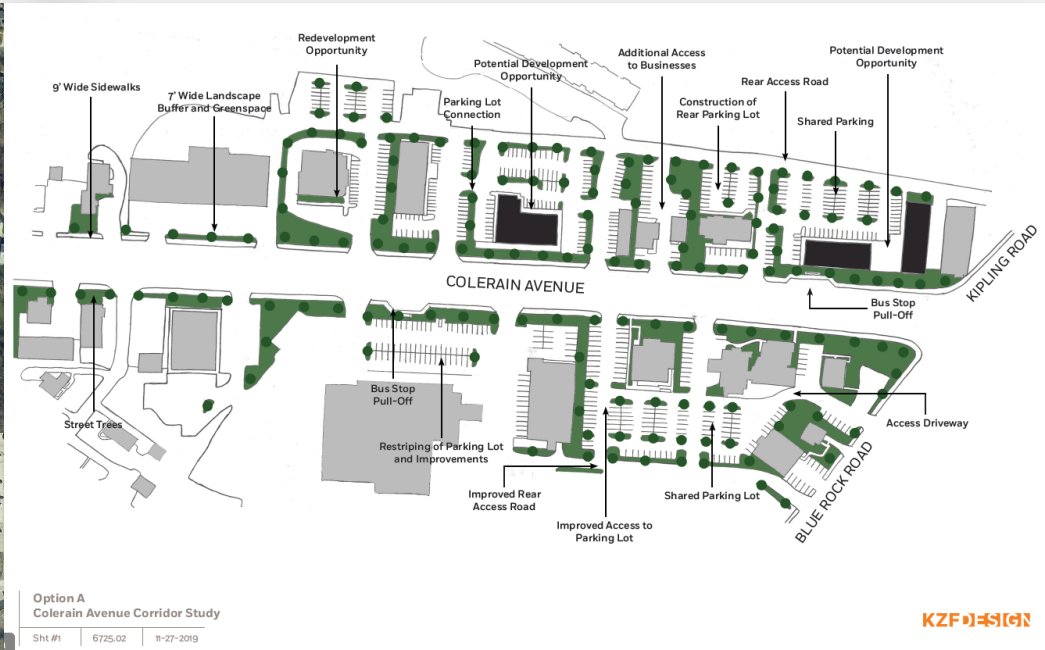 Redevelopment
Opportunity
Potential Development
Opportunity
Additional Access
to Businesses
Potential Development
Opportunity
9' Wide Sidewalks
7' Wide Landscape
Buffer and Greenspace
Parking Lot
Connection
Construction of
Rear Parking Lot
Rear Access Road
Shared Parking
COLERAIN AVENUE
KIPLING ROAD
Bus Stop
Pull-Off
Bus Stop
Pull-Off
Street Trees
Restriping of Parking Lot
and Improvements
Access Driveway
Improved Rear
Access Road
Shared Parking Lot
Improved Access to
Parking Lot
BLUE ROCK ROAD
Option A
Colerain Avenue Corridor Study
Sht #1 6725.02 11-27-2019
KZFDESIGN